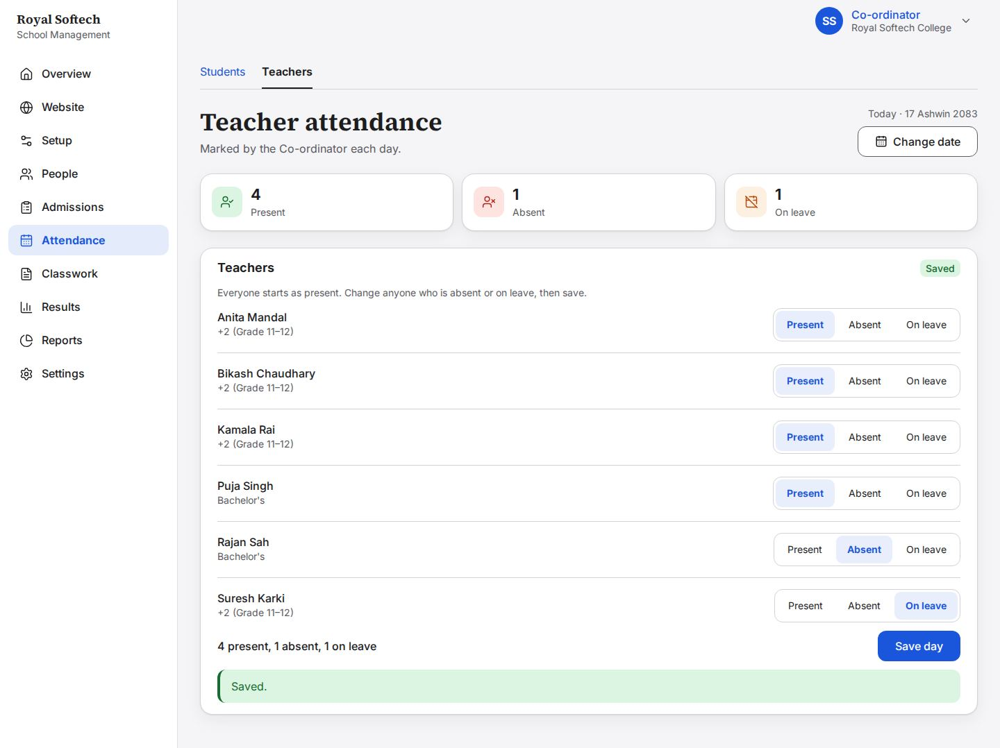 Royal Softech
School Management
Overview
Website
Setup
People
Admissions
Attendance
Classwork
Results
Reports
Settings
SS
Co-ordinator
Royal Softech College
Students
Teachers
Teacher attendance
Marked by the Co-ordinator each day.
Today · 17 Ashwin 2083
Change date
4
Present
1
Absent
1
On leave
Teachers
Saved
Everyone starts as present. Change anyone who is absent or on leave, then save.
Anita Mandal
+2 (Grade 11–12)
Present Absent On leave
Bikash Chaudhary
+2 (Grade 11–12)
Present Absent On leave
Kamala Rai
+2 (Grade 11–12)
Present Absent On leave
Puja Singh
Bachelor's
Present Absent On leave
Rajan Sah
Bachelor's
Present Absent On leave
Suresh Karki
+2 (Grade 11–12)
Present Absent On leave
4 present, 1 absent, 1 on leave
Save day
Saved.